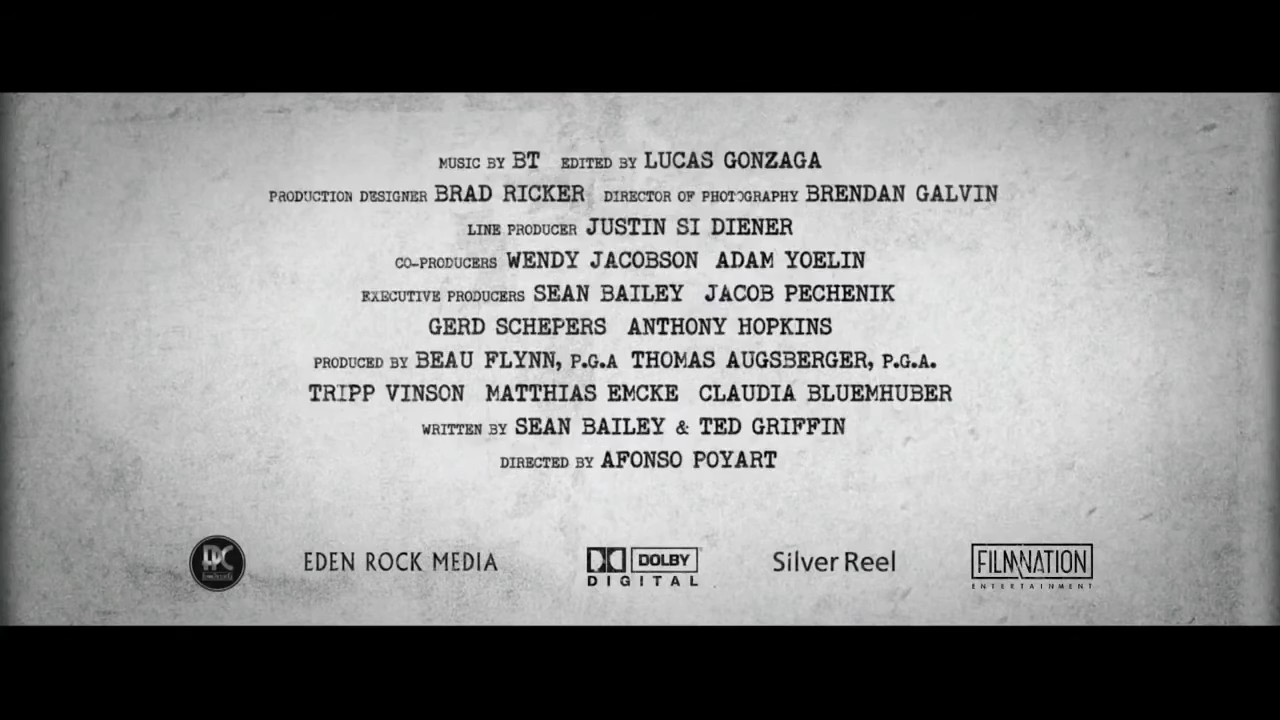 MUSIC BY BT EDITED BY LUCAS GONZAGA
PRODUCTION DESIGNER BRAD RICKER DIRECTOR OF PHOTOGRAPHY BRENDAN GALVIN
LINE PRODUCER JUSTIN SI DIENER
CO-PRODUCERS WENDY JACOBSON ADAM YOELIN
EXECUTIVE PRODUCERS SEAN BAILEY JACOB PECHENIK
GERD SCHEPERS ANTHONY HOPKINS
PRODUCED BY BEAU FLYNN, P.G.A THOMAS AUGSBERGER, P.G.A.
TRIPP VINSON MATTHIAS EMCKE CLAUDIA BLUEMHUBER
WRITTEN BY SEAN BAILEY & TED GRIFFIN
DIRECTED BY AFONSO POYART
EDEN ROCK MEDIA DOLBY SilverReel FILMNATION
DIGITAL ENTERTAINMENT